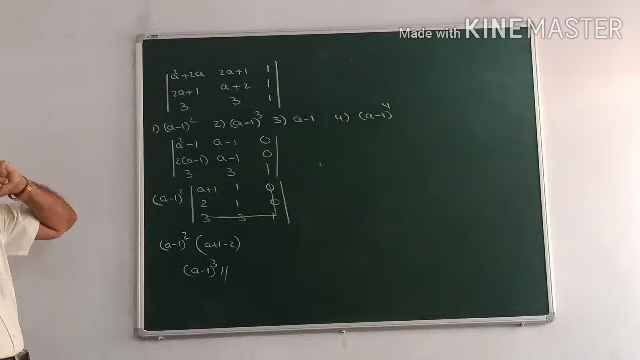 Made with KINEMASTER
a²+2a 2a+1 1
2a+1 a+2 1
3 3 1
1) (a-1)² 2) (a-1)³ 3) a-1 4) (a-1)⁴
a²-1 a-1 0
2(a-1) a-1 0
3 3 1
(a-1)² a+1 1 0
2 1 0
3 3 1
(a-1)² (a+1-2)
(a-1)³ //